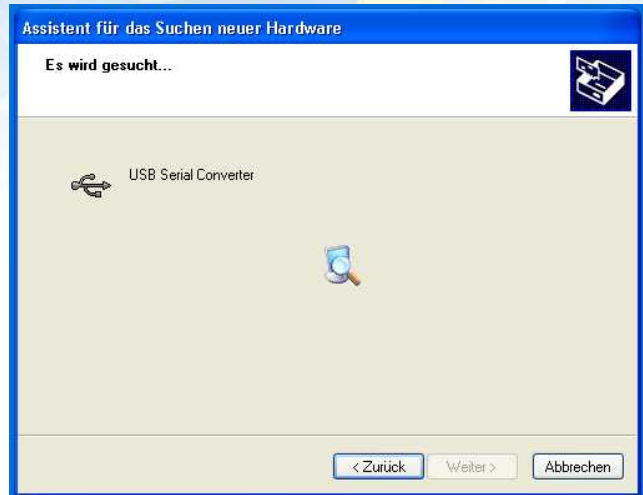 Assistent für das Suchen neuer Hardware
Es wird gesucht...
USB Serial Converter
< Zurück
Weiter >
Abbrechen